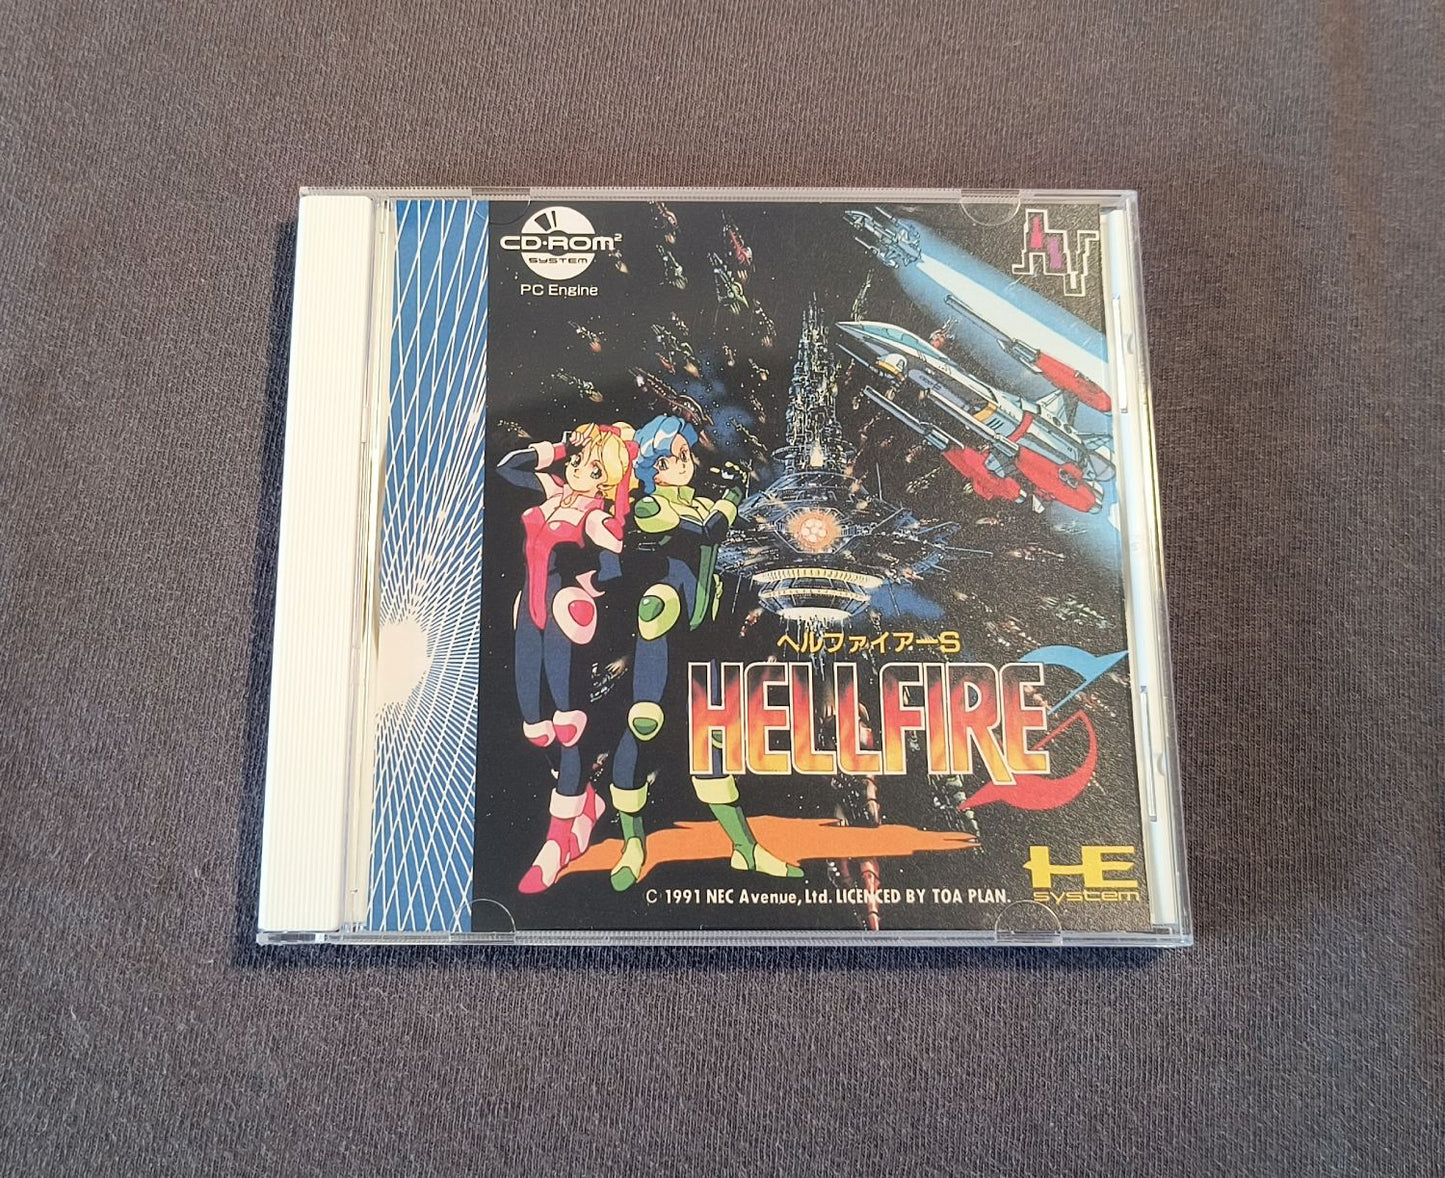 CD-ROM²
SYSTEM
PC Engine
ヘルファイアーS
HELLFIRE S
C 1991 NEC Avenue, Ltd. LICENCED BY TOA PLAN.
HE
system